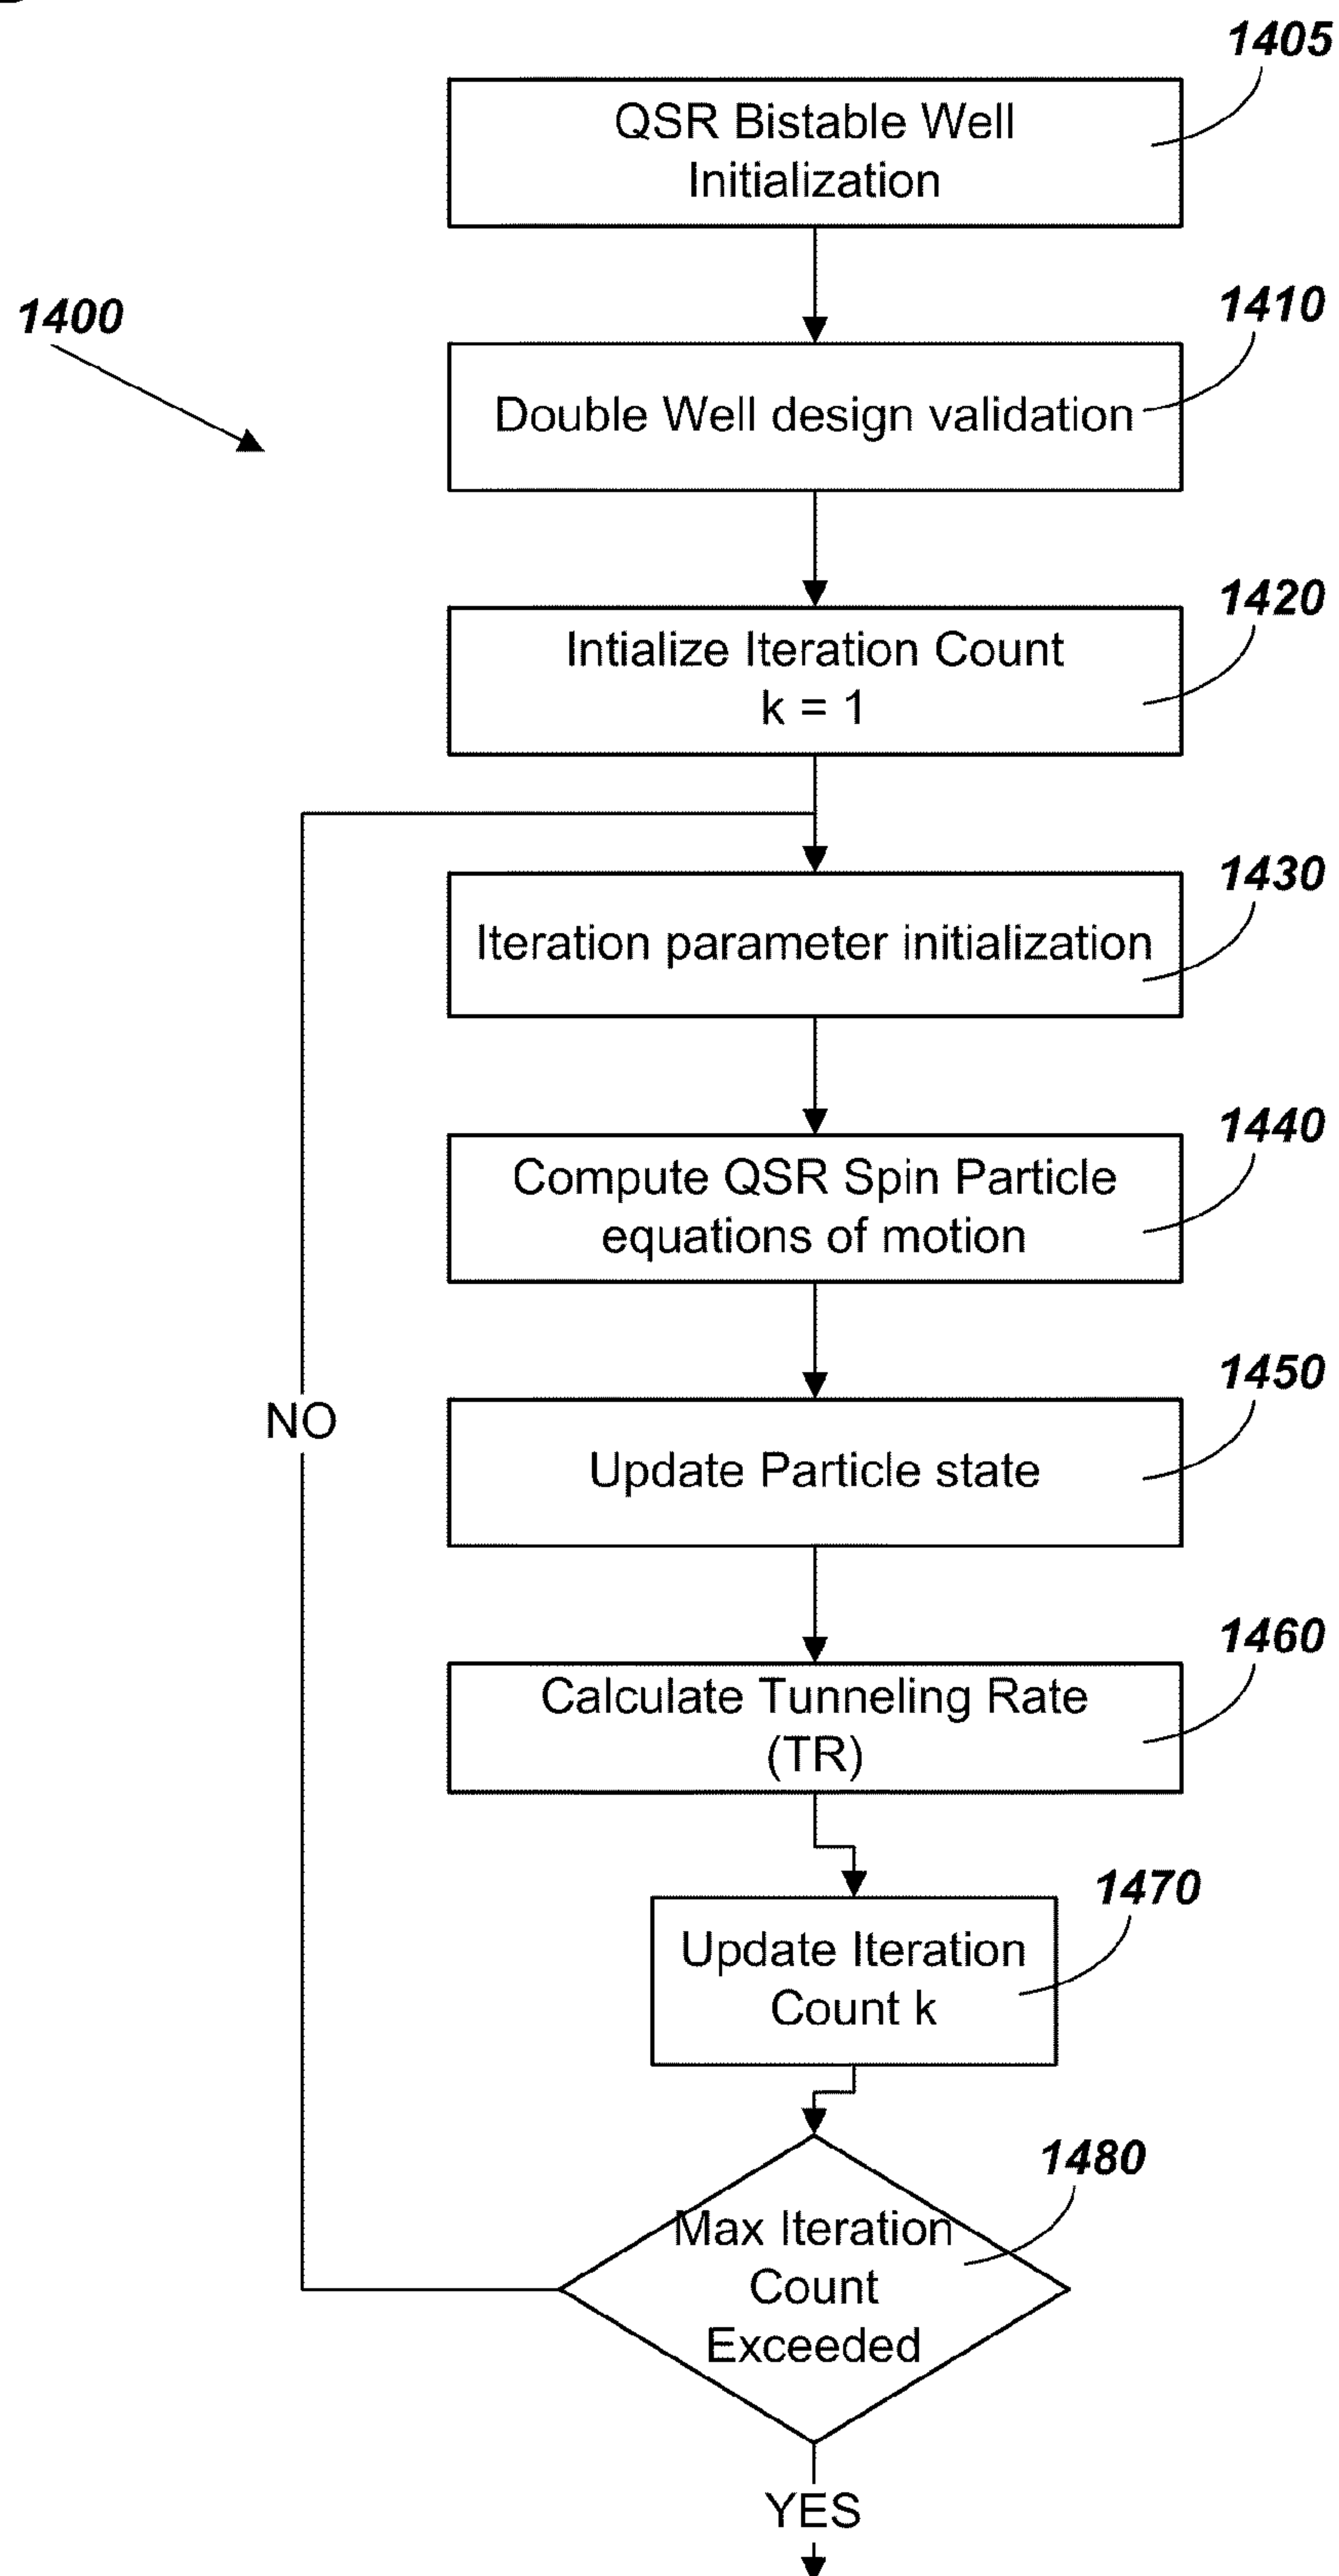 1405
QSR Bistable Well
Initialization
1400
1410
Double Well design validation
1420
Intialize Iteration Count
k = 1
1430
Iteration parameter initialization
1440
Compute QSR Spin Particle
equations of motion
1450
NO
Update Particle state
1460
Calculate Tunneling Rate
(TR)
1470
Update Iteration
Count k
1480
Max Iteration
Count
Exceeded
YES